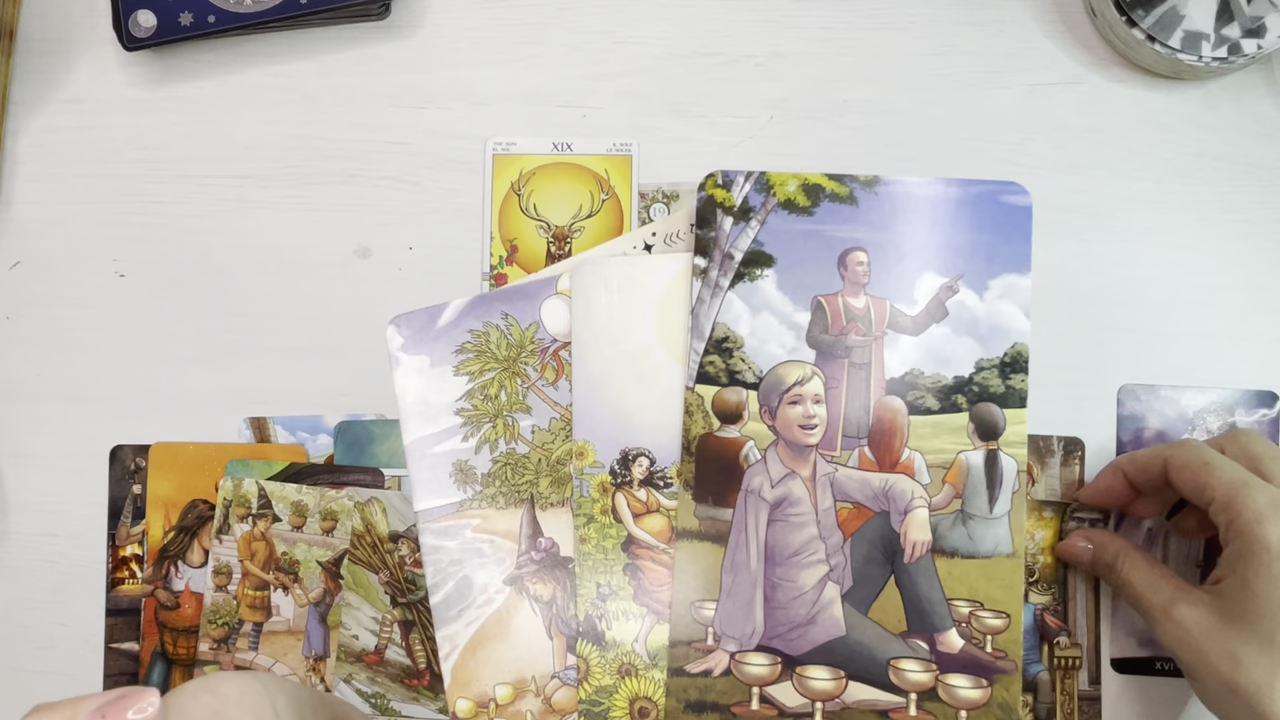 THE SUN
EL SOL
XIX
IL SOLE
LE SOLEIL
19
XVI